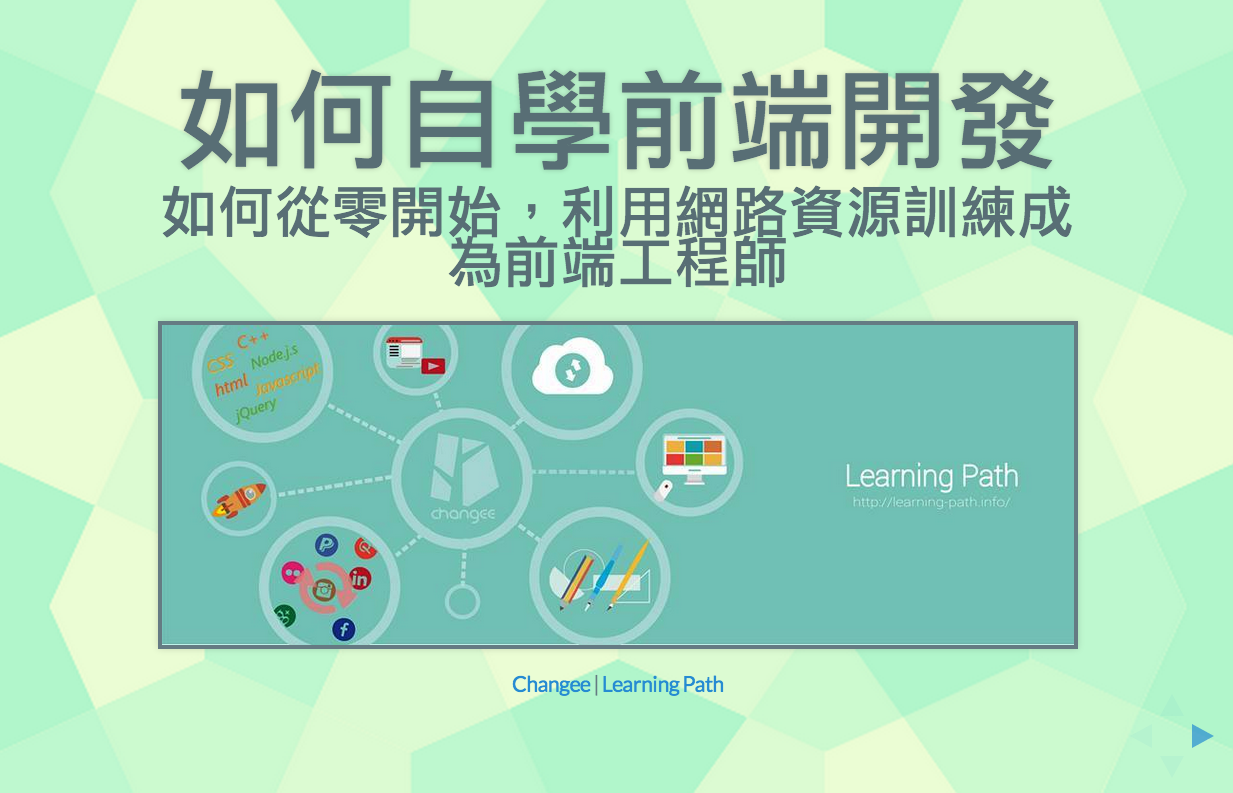 如何自學前端開發
如何從零開始，利用網路資源訓練成
為前端工程師
C++
CSS
Node.js
html
Javascript
jQuery
changee
Learning Path
http://learning-path.info/
in
f
Changee | Learning Path